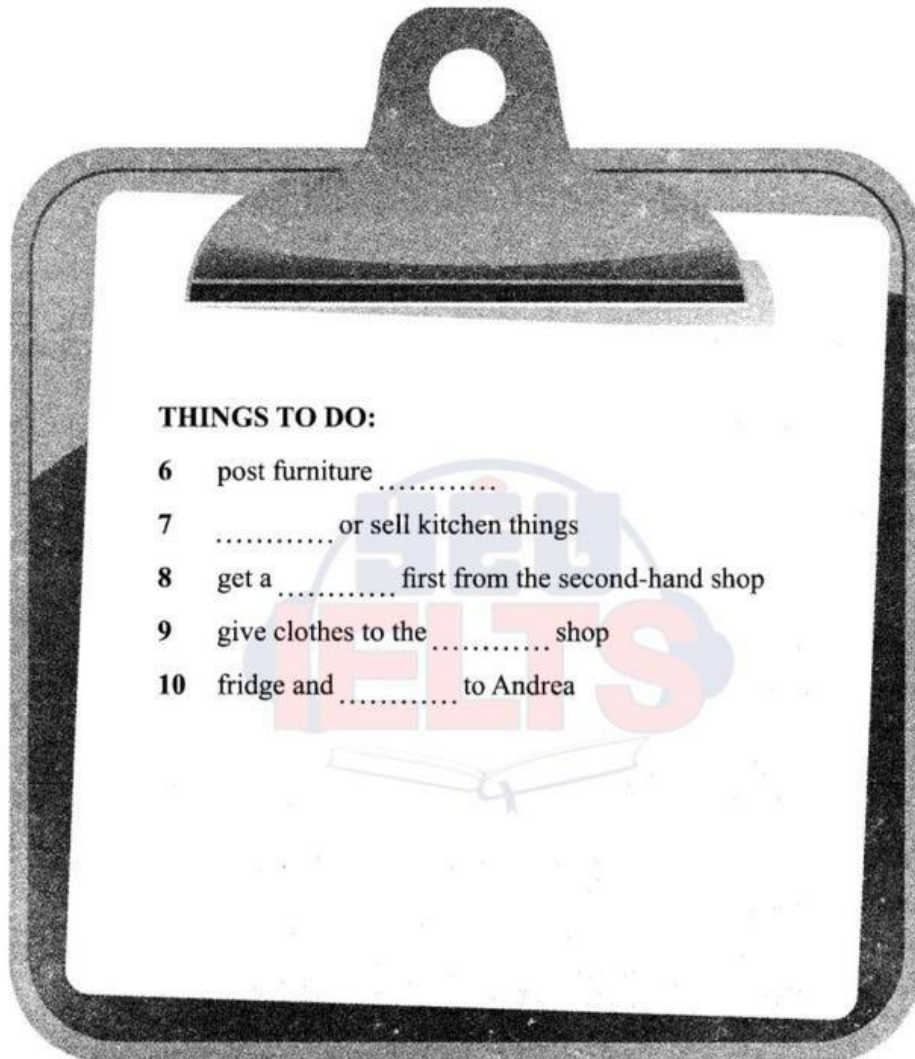 THINGS TO DO:
6 post furniture ............
7 ............ or sell kitchen things
8 get a ............ first from the second-hand shop
9 give clothes to the ............ shop
10 fridge and ............ to Andrea
IELTS